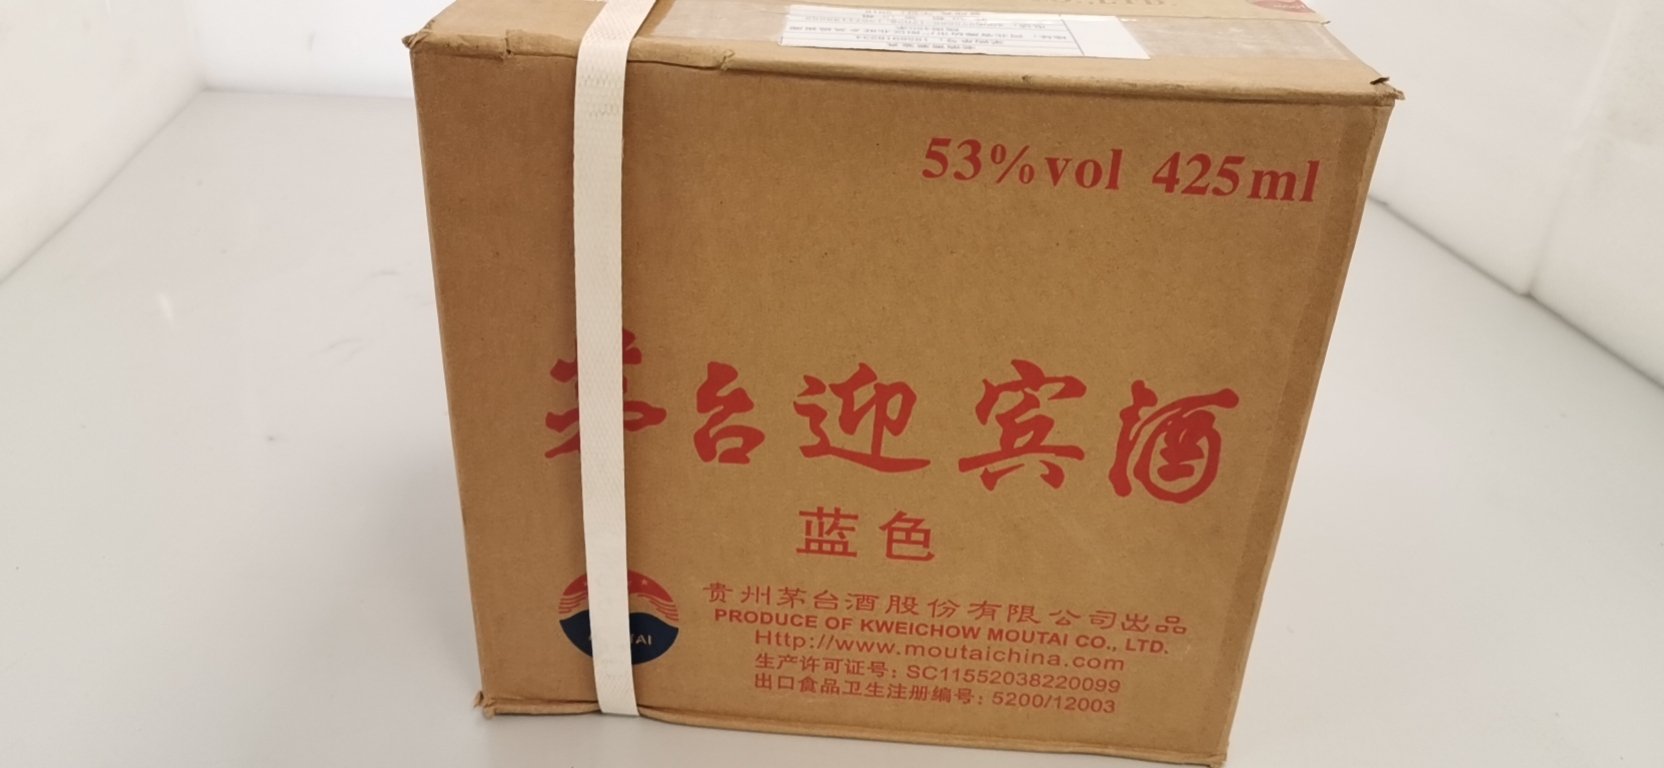 CO.,LTD.
53%vol 425ml
茅台迎宾酒
蓝色
贵州茅台酒股份有限公司出品
PRODUCE OF KWEICHOW MOUTAI CO., LTD.
Http://www.moutaichina.com
生产许可证号：SC11552038220099
出口食品卫生注册编号：5200/12003